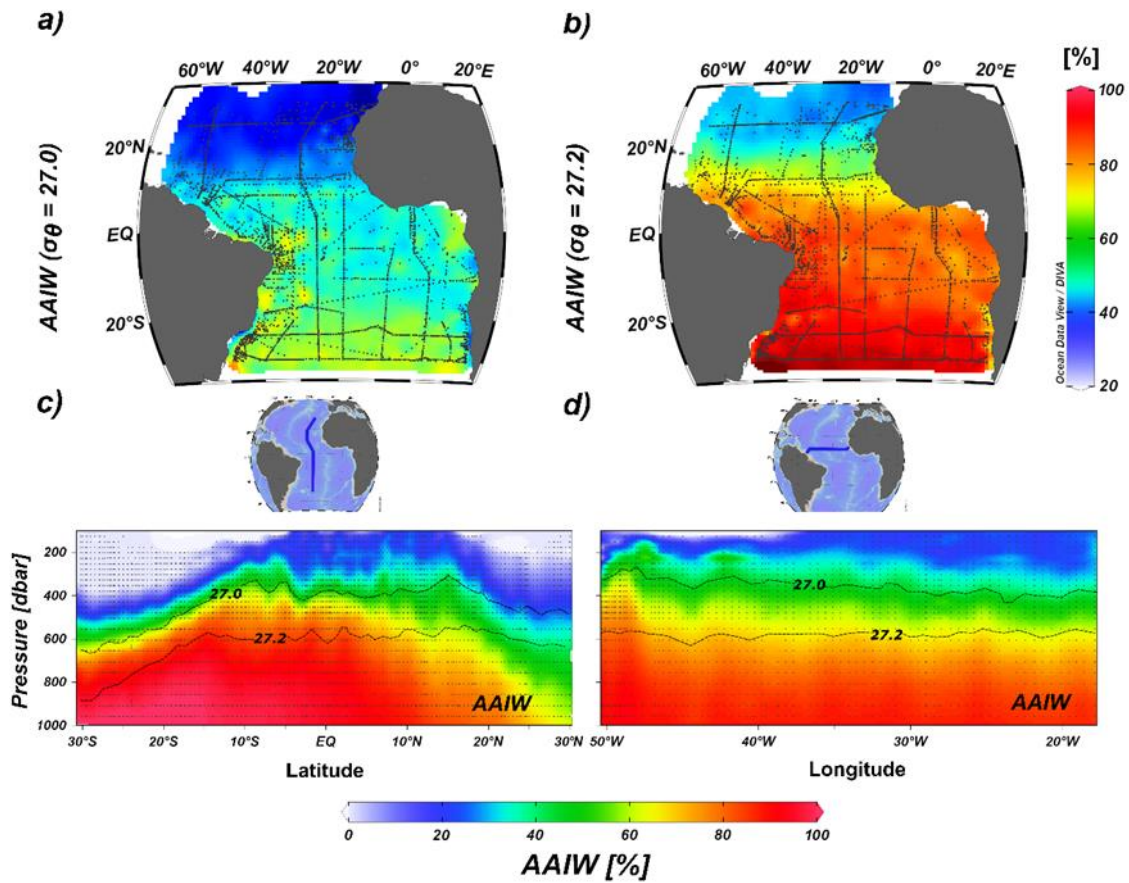 a)
b)
60°W 40°W 20°W 0° 20°E
60°W 40°W 20°W 0° 20°E
[%]
AAIW (σθ = 27.0)
20°N
EQ
20°S
AAIW (σθ = 27.2)
20°N
EQ
20°S
100
80
60
40
20
Ocean Data View / DIVA
c)
d)
Pressure [dbar]
200
400
600
800
1000
27.0
27.2
AAIW
27.0
27.2
AAIW
30°S 20°S 10°S EQ 10°N 20°N 30°N
50°W 40°W 30°W 20°W
Latitude
Longitude
0 20 40 60 80 100
AAIW [%]